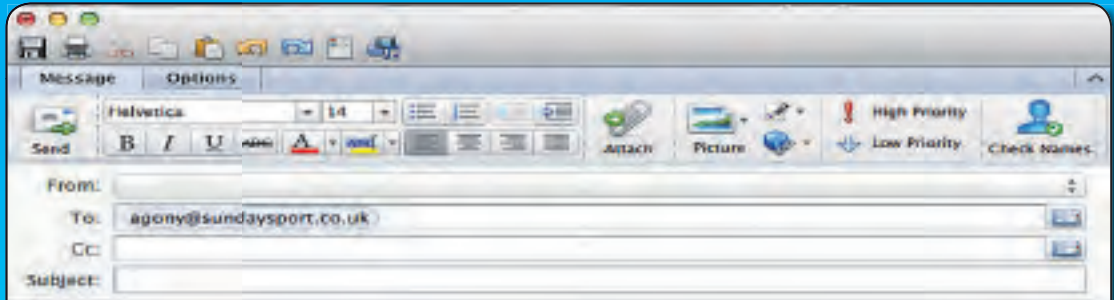 Message Options
Helvetica 14
High Priority
B I U ABC A
Send Attach Picture Low Priority Check Names
From:
To: agony@sundaysport.co.uk
Cc:
Subject: